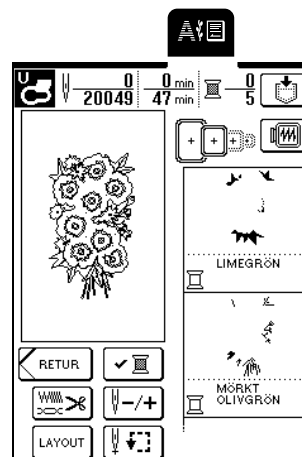 A
U
0 0 min 0
20049 47 min 5
LIMEGRÖN
RETUR
MÖRKT
OLIVGRÖN
-/+
LAYOUT